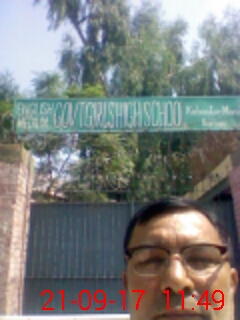 ENGLISH
MEDIUM
GOVT GIRLS HIGH SCHOOL
21-09-17 11:49